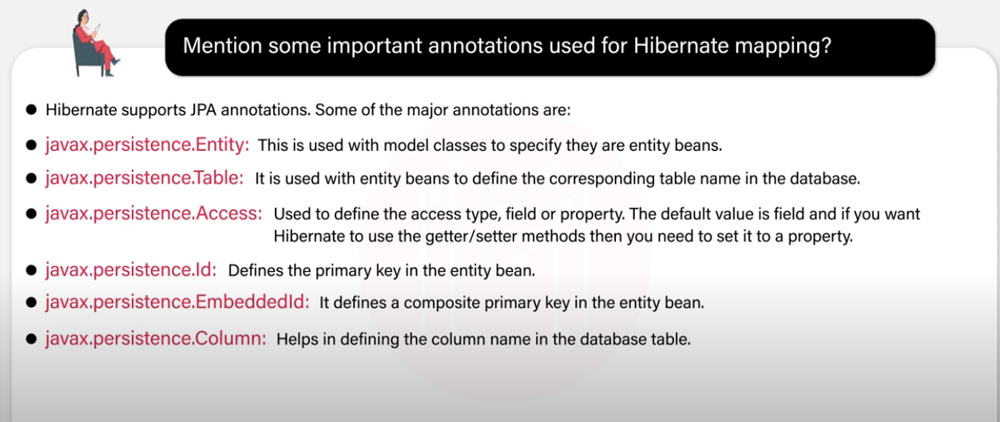 Mention some important annotations used for Hibernate mapping?
● Hibernate supports JPA annotations. Some of the major annotations are:
● javax.persistence.Entity: This is used with model classes to specify they are entity beans.
● javax.persistence.Table: It is used with entity beans to define the corresponding table name in the database.
● javax.persistence.Access: Used to define the access type, field or property. The default value is field and if you want
Hibernate to use the getter/setter methods then you need to set it to a property.
● javax.persistence.Id: Defines the primary key in the entity bean.
● javax.persistence.EmbeddedId: It defines a composite primary key in the entity bean.
● javax.persistence.Column: Helps in defining the column name in the database table.